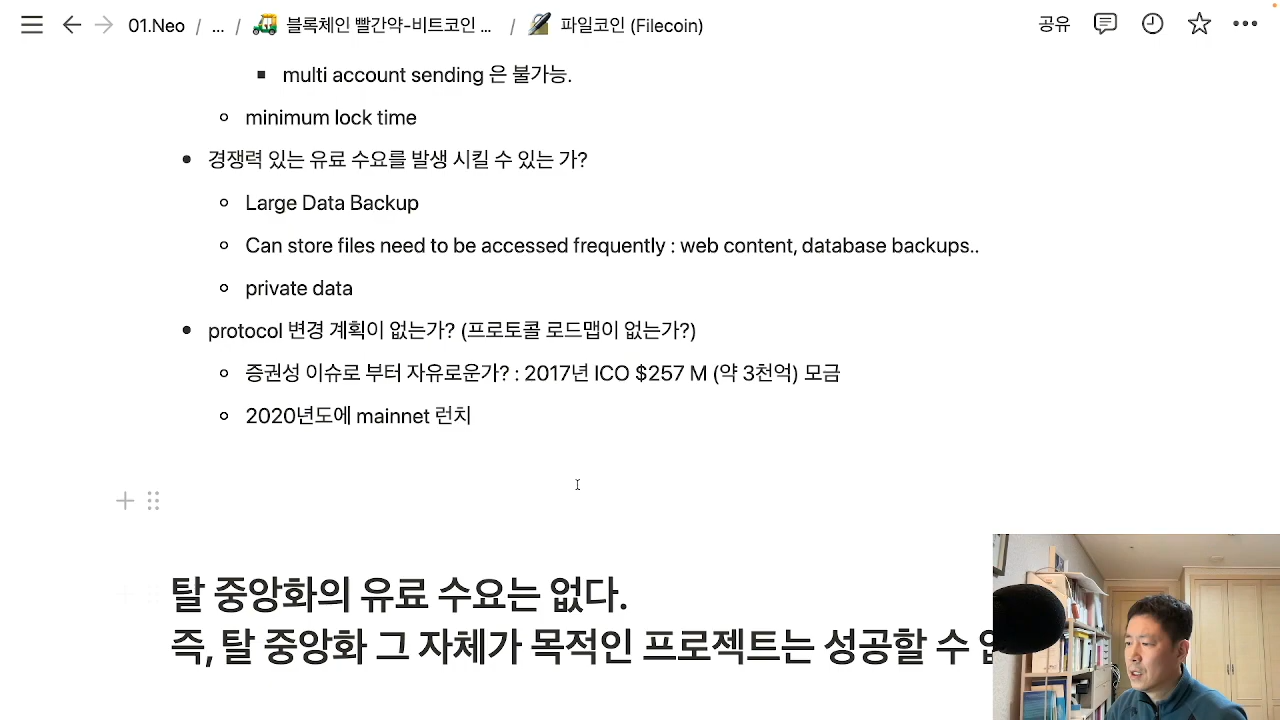 01.Neo / ... / 블록체인 빨간약-비트코인 ... / 파일코인 (Filecoin) 공유
multi account sending 은 불가능.
minimum lock time
경쟁력 있는 유료 수요를 발생 시킬 수 있는 가?
Large Data Backup
Can store files need to be accessed frequently : web content, database backups..
private data
protocol 변경 계획이 없는가? (프로토콜 로드맵이 없는가?)
증권성 이슈로 부터 자유로운가? : 2017년 ICO $257 M (약 3천억) 모금
2020년도에 mainnet 런치
탈 중앙화의 유료 수요는 없다.
즉, 탈 중앙화 그 자체가 목적인 프로젝트는 성공할 수